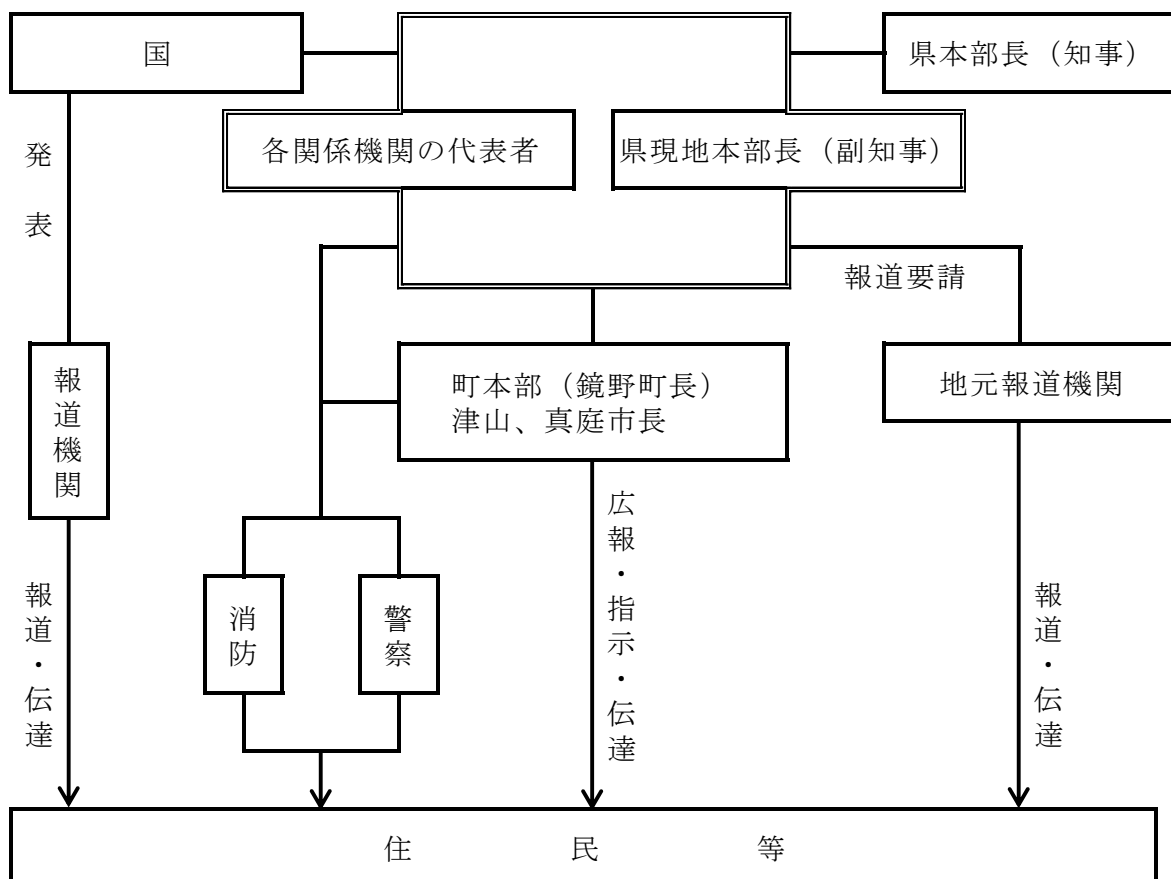 国
県本部長（知事）
各関係機関の代表者
県現地本部長（副知事）
発表
報道要請
報道機関
町本部（鏡野町長）
津山、真庭市長
地元報道機関
報道・伝達
消防
警察
広報・指示・伝達
報道・伝達
住民等